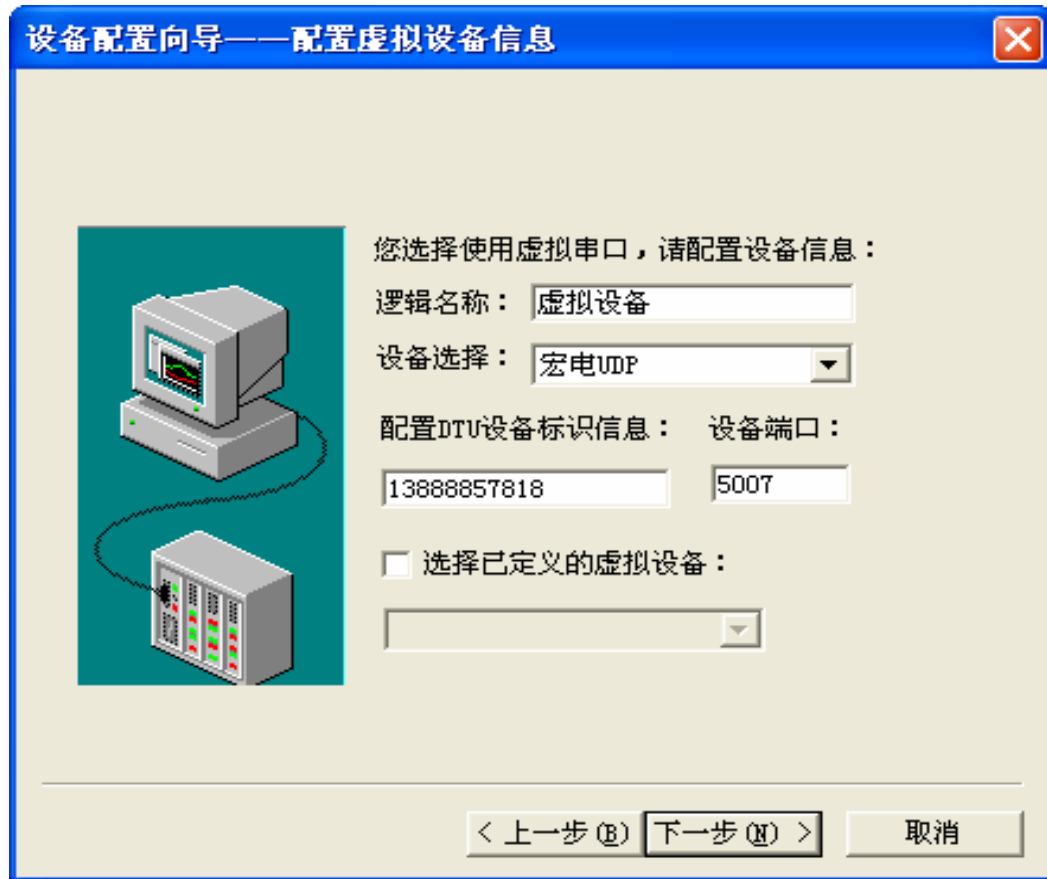 设备配置向导——配置虚拟设备信息
您选择使用虚拟串口，请配置设备信息：
逻辑名称： 虚拟设备
设备选择： 宏电UDP
配置DTU设备标识信息： 设备端口：
13888857818 5007
选择已定义的虚拟设备：
< 上一步(B) 下一步(N) > 取消